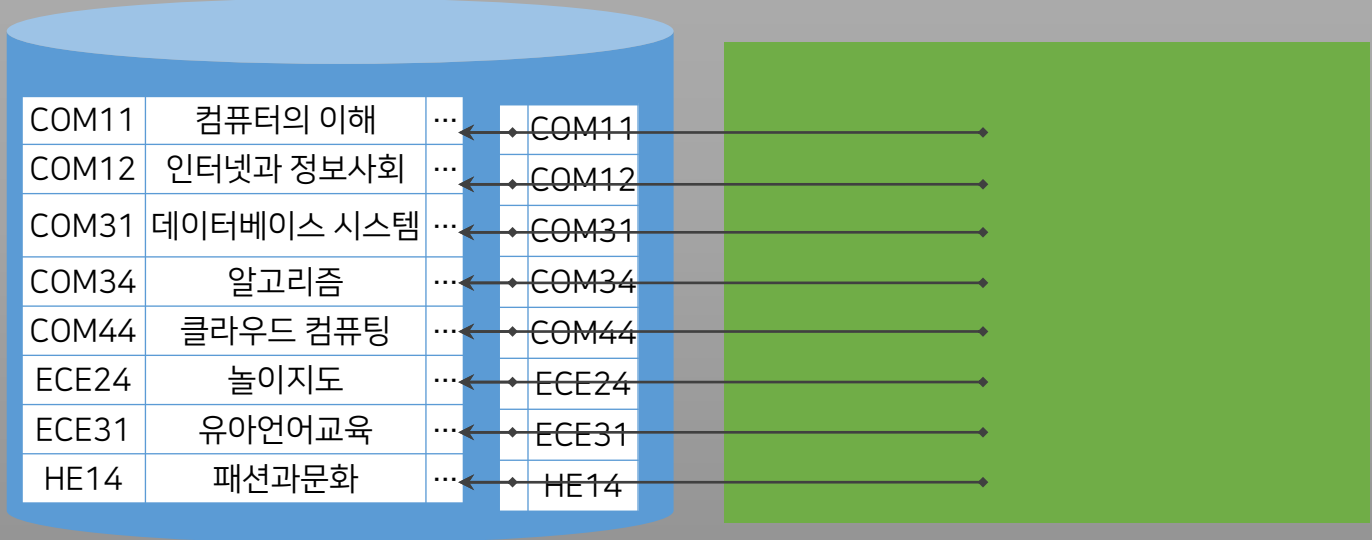 COM11 컴퓨터의 이해 ...
COM12 인터넷과 정보사회 ...
COM31 데이터베이스 시스템 ...
COM34 알고리즘 ...
COM44 클라우드 컴퓨팅 ...
ECE24 놀이지도 ...
ECE31 유아언어교육 ...
HE14 패션과문화 ...
COM11
COM12
COM31
COM34
COM44
ECE24
ECE31
HE14